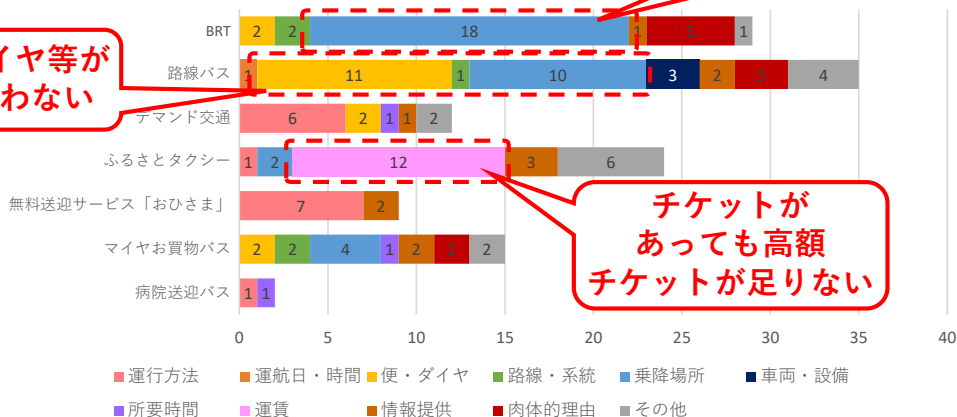 BRT 2 2 18 1 5 1
イヤ等が
わない
路線バス 1 11 1 10 3 2 3 4
デマンド交通 6 2 1 1 2
ふるさとタクシー 1 2 12 3 6
無料送迎サービス「おひさま」 7 2
マイヤお買物バス 2 2 4 1 2 2 2
病院送迎バス 1 1
チケットが
あっても高額
チケットが足りない
0 5 10 15 20 25 30 35 40
運行方法 運航日・時間 便・ダイヤ 路線・系統 乗降場所 車両・設備
所要時間 運賃 情報提供 肉体的理由 その他